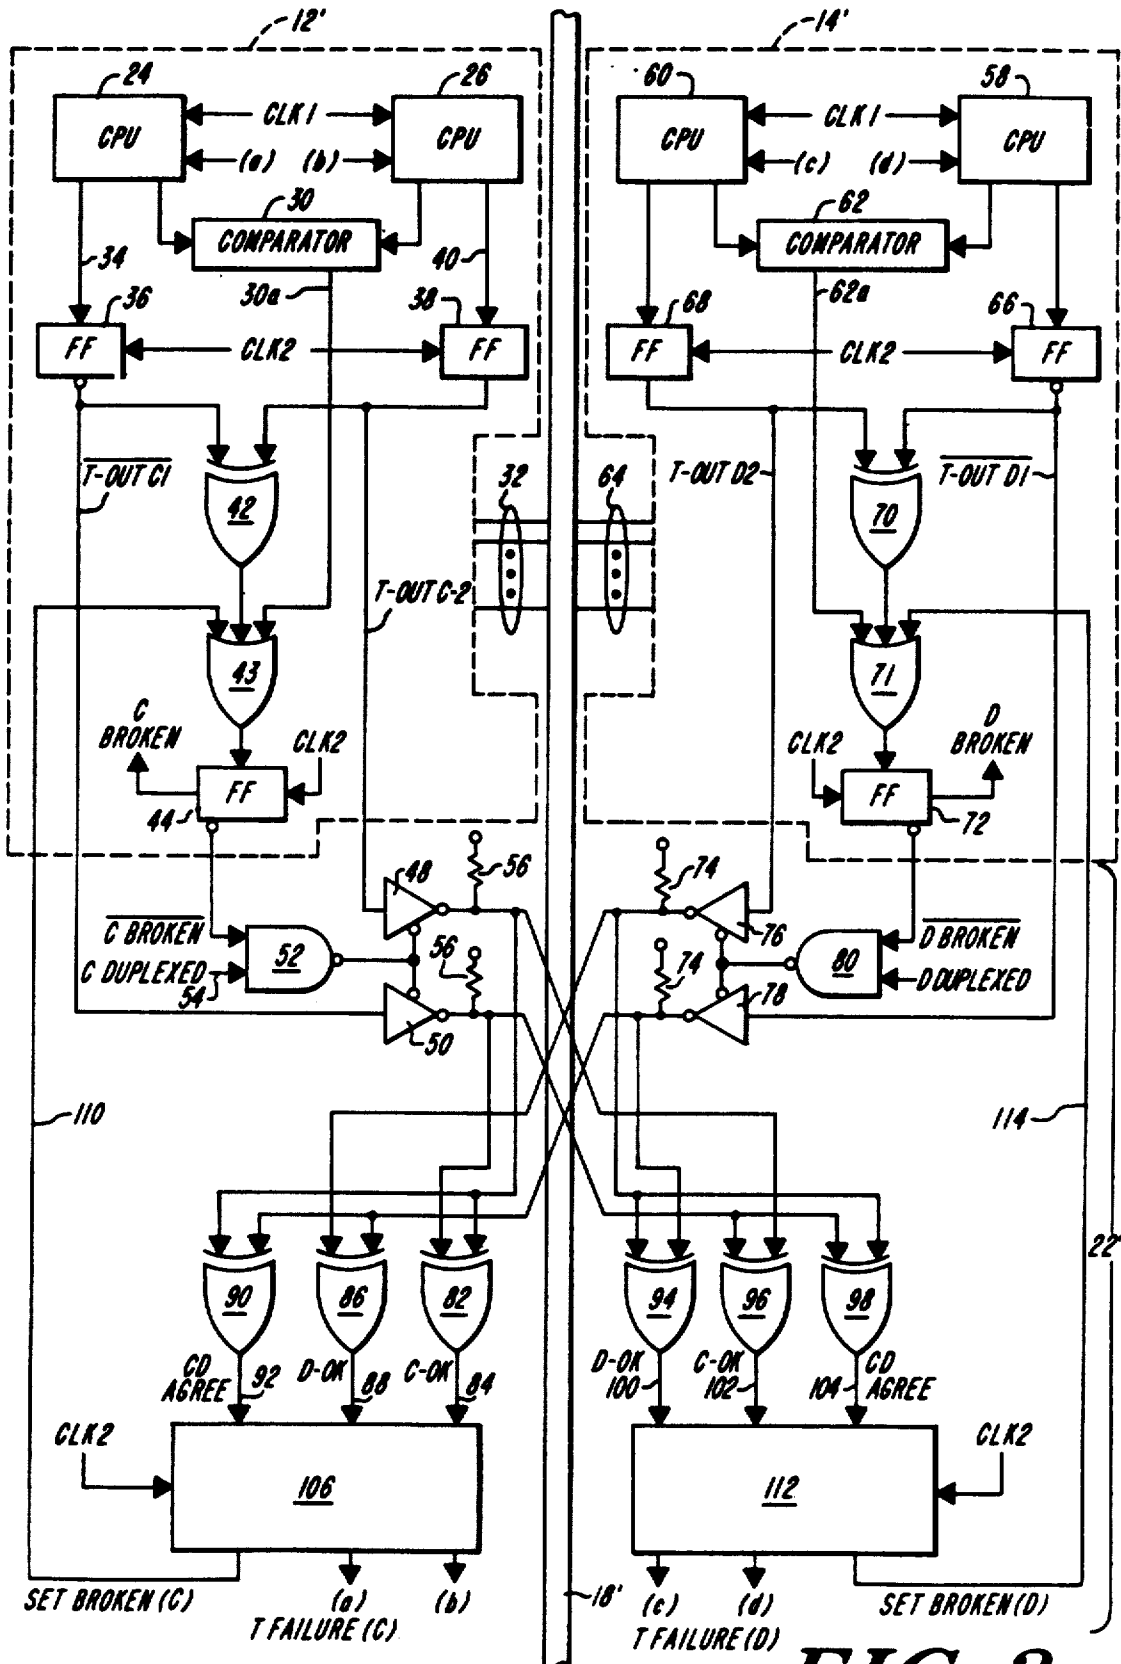 12' 14'
24 26 60 58
CPU CLK1 CPU CPU CLK1 CPU
(a) (b) (c) (d)
30 62
COMPARATOR COMPARATOR
34 40
30a 62a
36 38 68 66
FF CLK2 FF FF CLK2 FF
T-OUT C1 32 64 T-OUT D2 T-OUT D1
42 70
T-OUT C-2
43 71
C BROKEN CLK2 CLK2 D BROKEN
FF FF
44 72
48 56 74 76
C BROKEN D BROKEN
52 56 74 80
C DUPLEXED D DUPLEXED
54 50 78
110 114
22'
90 86 82 94 96 98
CD AGREE 92 D-OK 88 C-OK 84 D-OK 100 C-OK 102 104 CD AGREE
CLK2 CLK2
106 112
SET BROKEN (C) (a) (b) 18' (c) (d) SET BROKEN (D)
T FAILURE (C) T FAILURE (D)